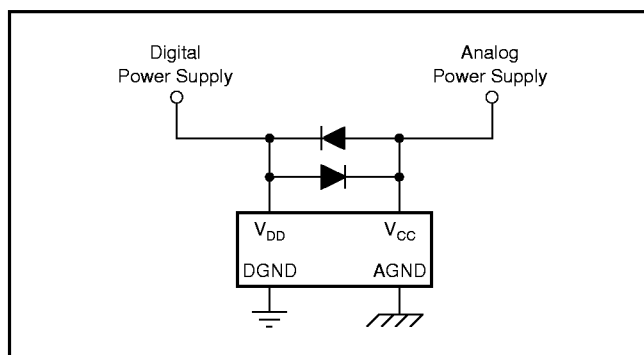 Digital
Power Supply
Analog
Power Supply
VDD
VCC
DGND
AGND